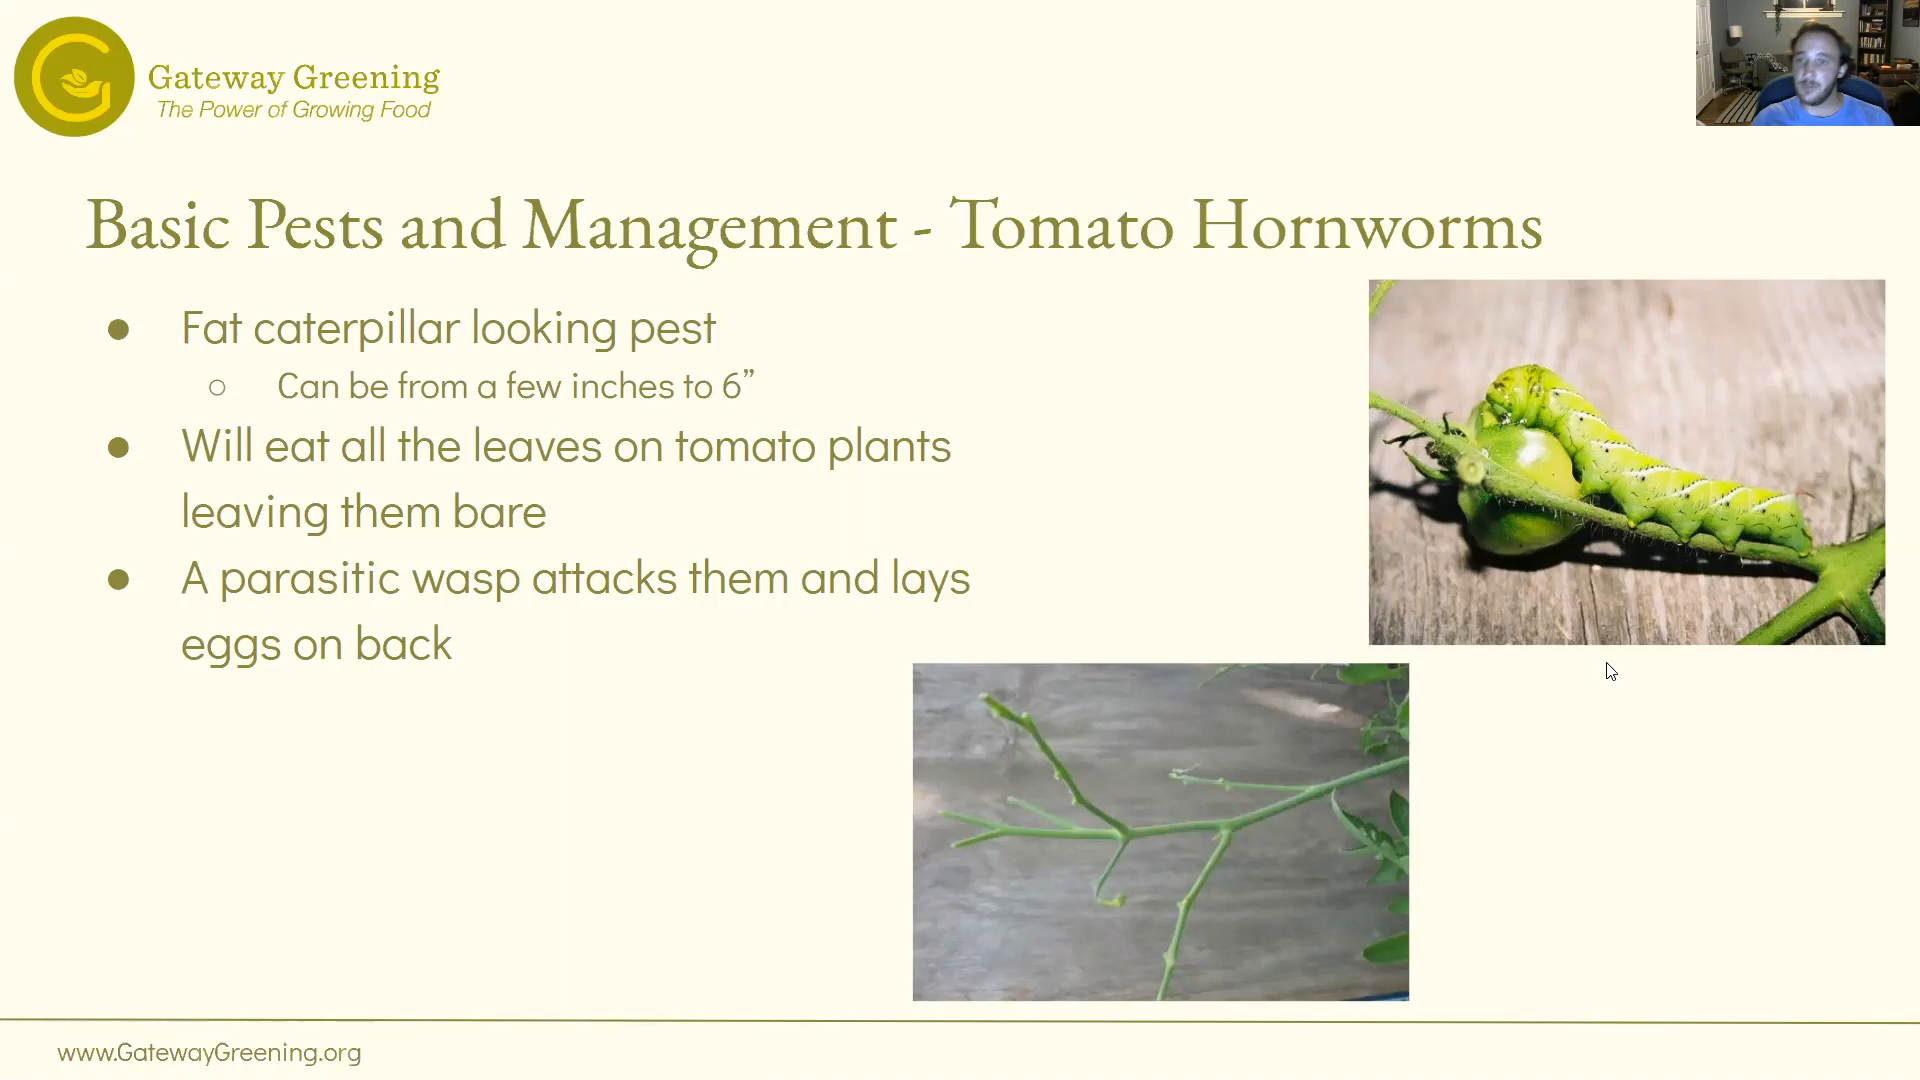 Gateway Greening
The Power of Growing Food
Basic Pests and Management - Tomato Hornworms
● Fat caterpillar looking pest
○ Can be from a few inches to 6”
● Will eat all the leaves on tomato plants
leaving them bare
● A parasitic wasp attacks them and lays
eggs on back
www.GatewayGreening.org